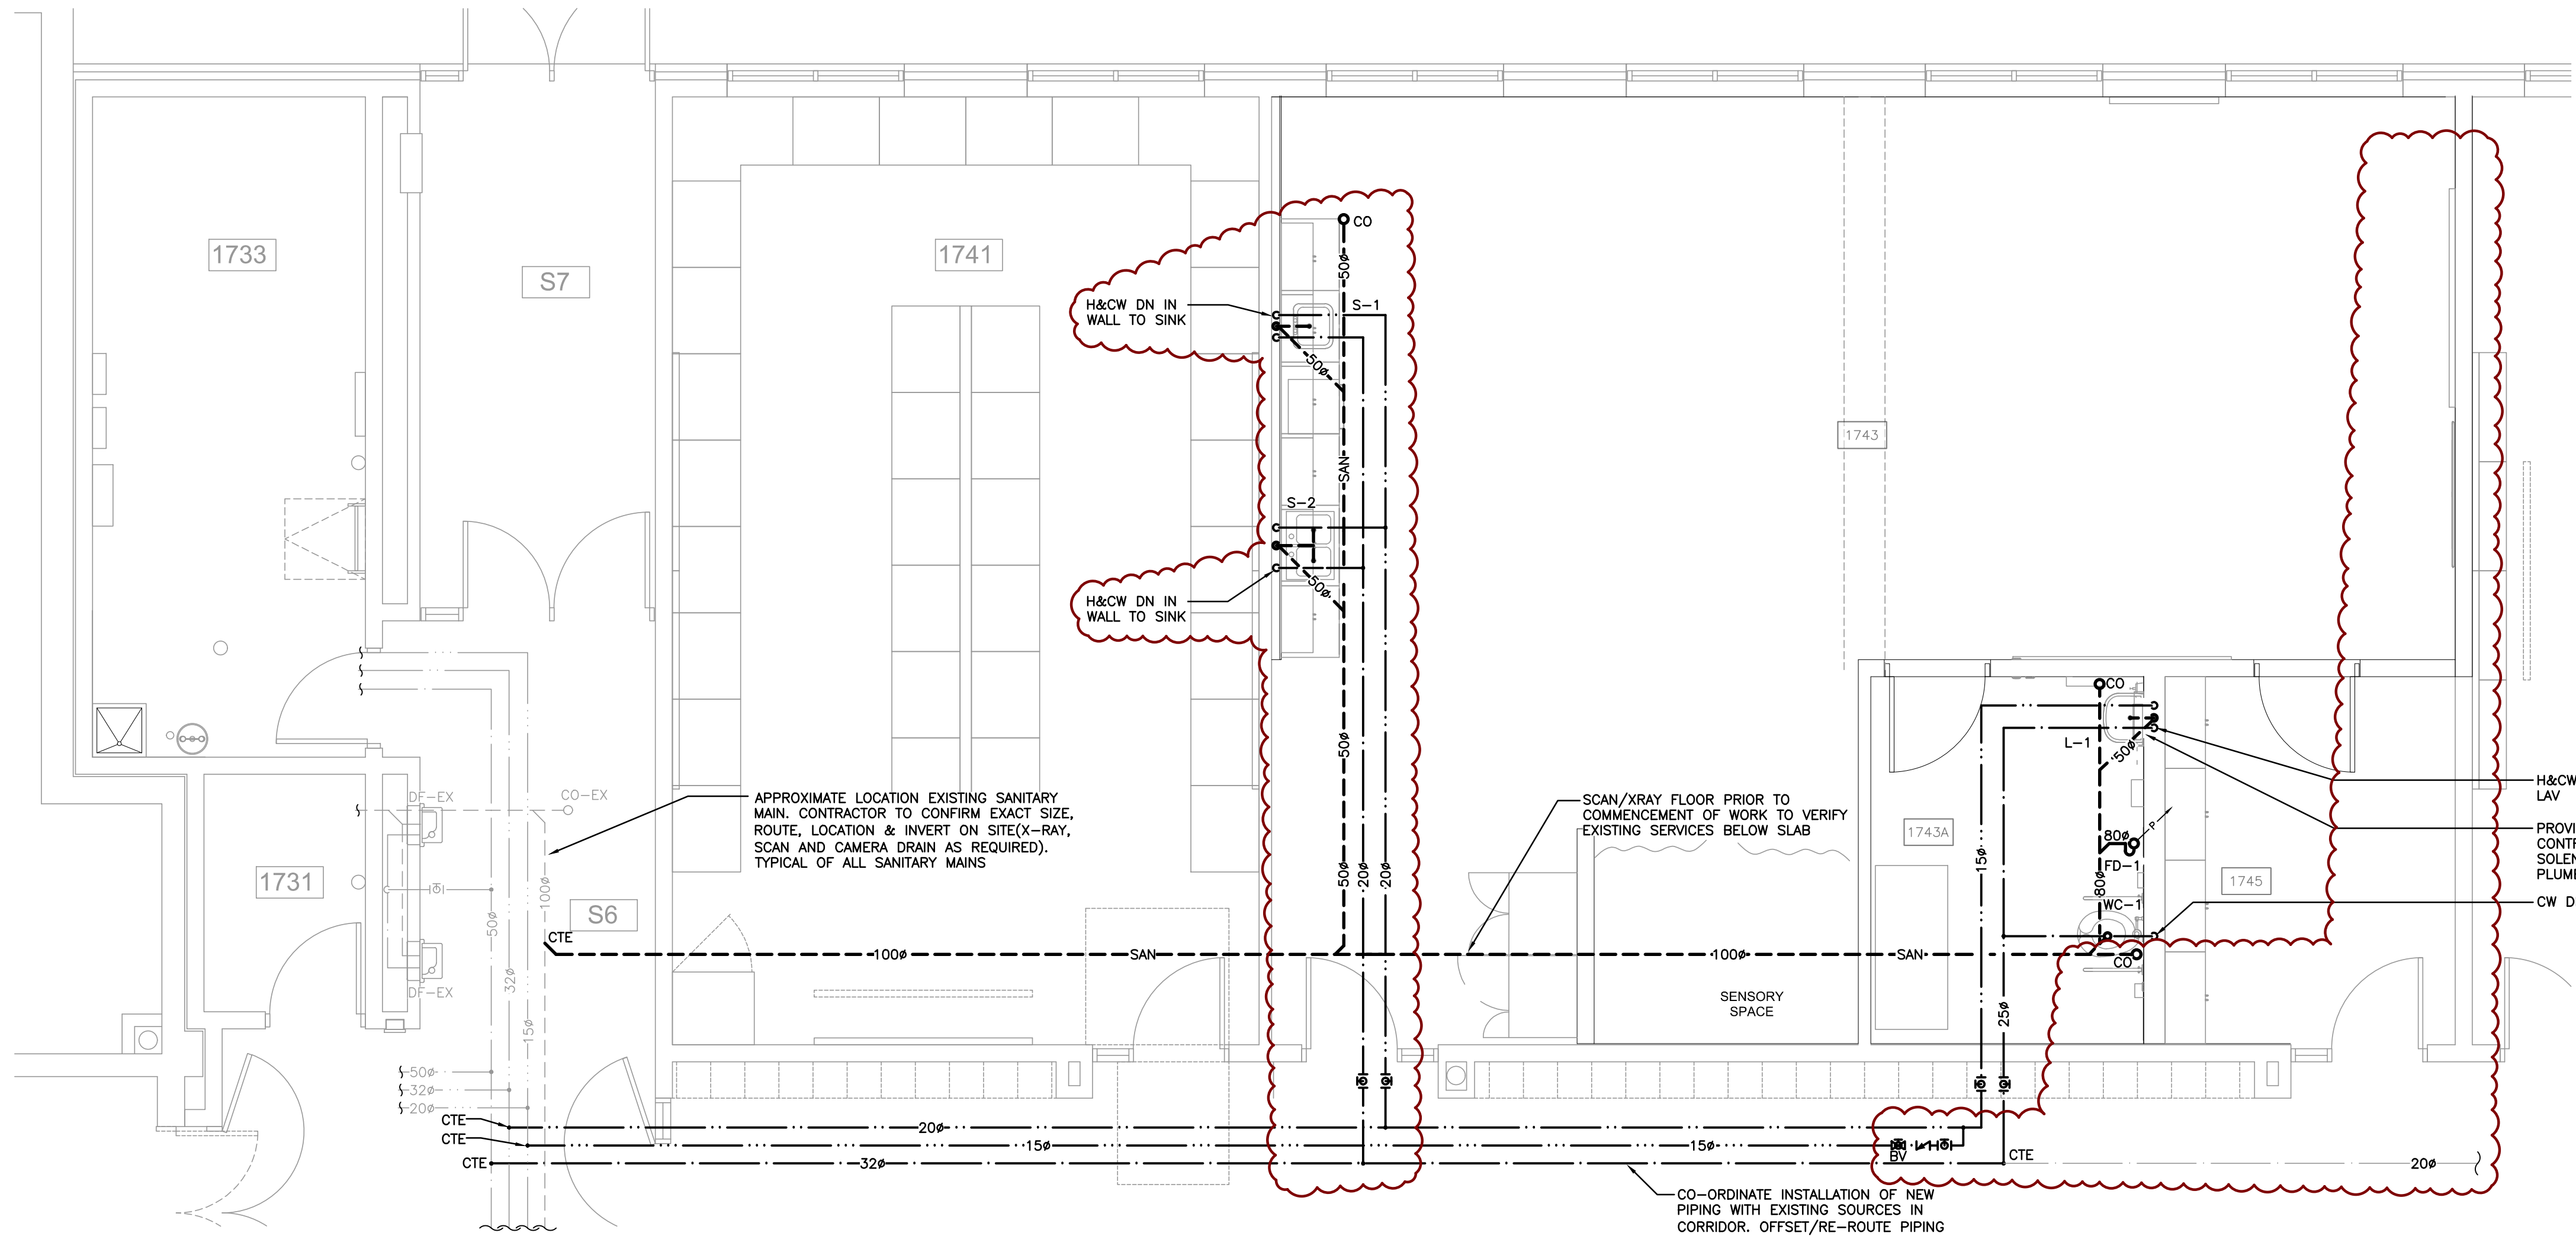 1733
S7
1741
1743
CO
50ø
H&CW DN IN
WALL TO SINK
S-1
50ø
SAN
S-2
50ø
H&CW DN IN
WALL TO SINK
50ø
50ø
20ø
20ø
CO
L-1
50ø
80ø
P
FD-1
80ø
WC-1
CO
1743A
1745
15ø
25ø
H&CW
LAV
PROVI
CONTR
SOLEN
PLUMB
CW D
DF-EX
CO-EX
1731
DF-EX
100ø
50ø
32ø
15ø
S6
APPROXIMATE LOCATION EXISTING SANITARY
MAIN. CONTRACTOR TO CONFIRM EXACT SIZE,
ROUTE, LOCATION & INVERT ON SITE(X-RAY,
SCAN AND CAMERA DRAIN AS REQUIRED).
TYPICAL OF ALL SANITARY MAINS
SCAN/XRAY FLOOR PRIOR TO
COMMENCEMENT OF WORK TO VERIFY
EXISTING SERVICES BELOW SLAB
CTE
100ø
SAN
100ø
SAN
SENSORY
SPACE
50ø
32ø
20ø
CTE
20ø
CTE
15ø
15ø
BV
CTE
32ø
CTE
20ø
CO-ORDINATE INSTALLATION OF NEW
PIPING WITH EXISTING SOURCES IN
CORRIDOR. OFFSET/RE-ROUTE PIPING